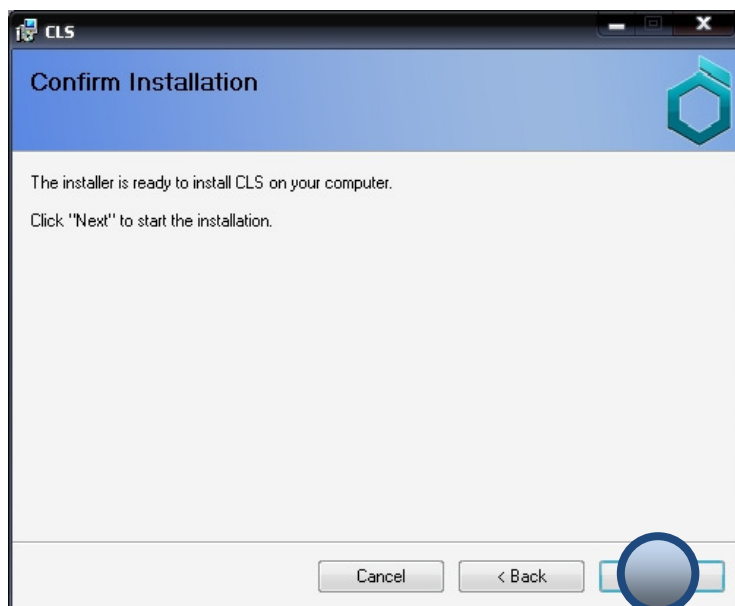 CLS
Confirm Installation
The installer is ready to install CLS on your computer.
Click "Next" to start the installation.
Cancel
< Back